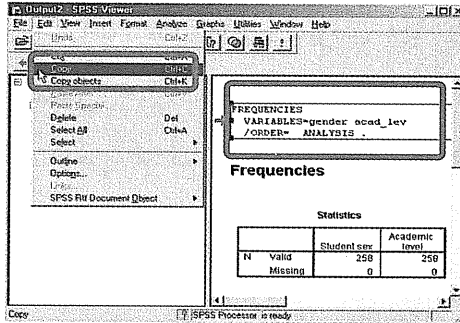 Output2 - SPSS Viewer
File Edit View Insert Format Analyze Graphs Utilities Window Help
Undo Ctrl+Z
Copy Ctrl+C
Copy objects Ctrl+K
Paste Special...
Delete Del
Select All Ctrl+A
Select
Outline
Options...
Links...
SPSS Rtf Document Object
FREQUENCIES
VARIABLES=gender acad_lev
/ORDER= ANALYSIS .
Frequencies
Statistics
Student sex Academic level
N Valid 258 258
Missing 0 0
Copy SPSS Processor is ready